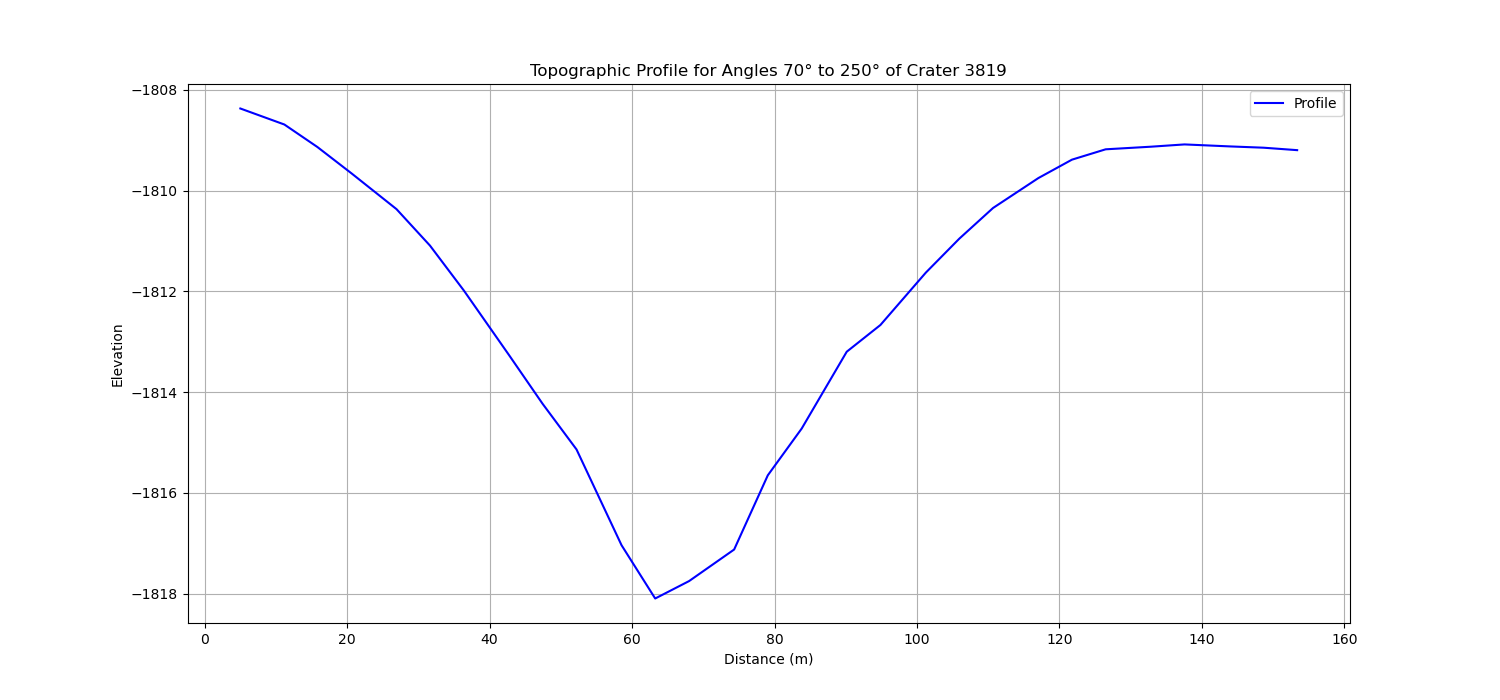 Topographic Profile for Angles 70° to 250° of Crater 3819
Profile
Elevation
−1808
−1810
−1812
−1814
−1816
−1818
0 20 40 60 80 100 120 140 160
Distance (m)